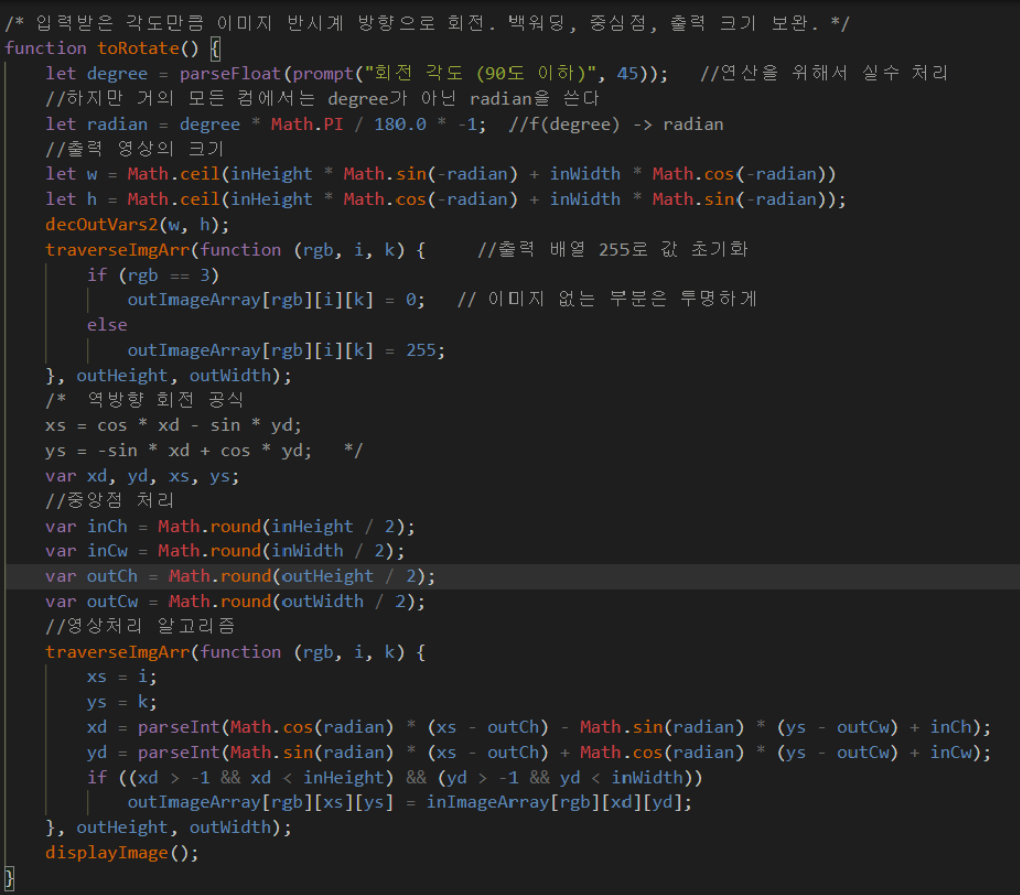 /* 입력받은 각도만큼 이미지 반시계 방향으로 회전. 백워딩, 중심점, 출력 크기 보완. */
function toRotate() {
    let degree = parseFloat(prompt("회전 각도 (90도 이하)", 45));   //연산을 위해서 실수 처리
    //하지만 거의 모든 컴에서는 degree가 아닌 radian을 쓴다
    let radian = degree * Math.PI / 180.0 * -1;  //f(degree) -> radian
    //출력 영상의 크기
    let w = Math.ceil(inHeight * Math.sin(-radian) + inWidth * Math.cos(-radian))
    let h = Math.ceil(inHeight * Math.cos(-radian) + inWidth * Math.sin(-radian));
    decOutVars2(w, h);
    traverseImgArr(function (rgb, i, k) {     //출력 배열 255로 값 초기화
        if (rgb == 3)
            outImageArray[rgb][i][k] = 0;   // 이미지 없는 부분은 투명하게
        else
            outImageArray[rgb][i][k] = 255;
    }, outHeight, outWidth);
    /*  역방향 회전 공식
    xs = cos * xd - sin * yd;
    ys = -sin * xd + cos * yd;   */
    var xd, yd, xs, ys;
    //중앙점 처리
    var inCh = Math.round(inHeight / 2);
    var inCw = Math.round(inWidth / 2);
    var outCh = Math.round(outHeight / 2);
    var outCw = Math.round(outWidth / 2);
    //영상처리 알고리즘
    traverseImgArr(function (rgb, i, k) {
        xs = i;
        ys = k;
        xd = parseInt(Math.cos(radian) * (xs - outCh) - Math.sin(radian) * (ys - outCw) + inCh);
        yd = parseInt(Math.sin(radian) * (xs - outCh) + Math.cos(radian) * (ys - outCw) + inCw);
        if ((xd > -1 && xd < inHeight) && (yd > -1 && yd < inWidth))
            outImageArray[rgb][xs][ys] = inImageArray[rgb][xd][yd];
    }, outHeight, outWidth);
    displayImage();
}